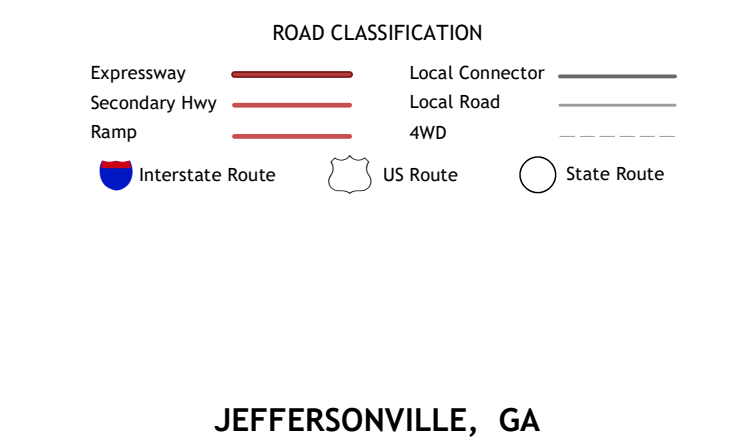 ROAD CLASSIFICATION
Expressway Local Connector
Secondary Hwy Local Road
Ramp 4WD
Interstate Route US Route State Route
JEFFERSONVILLE, GA